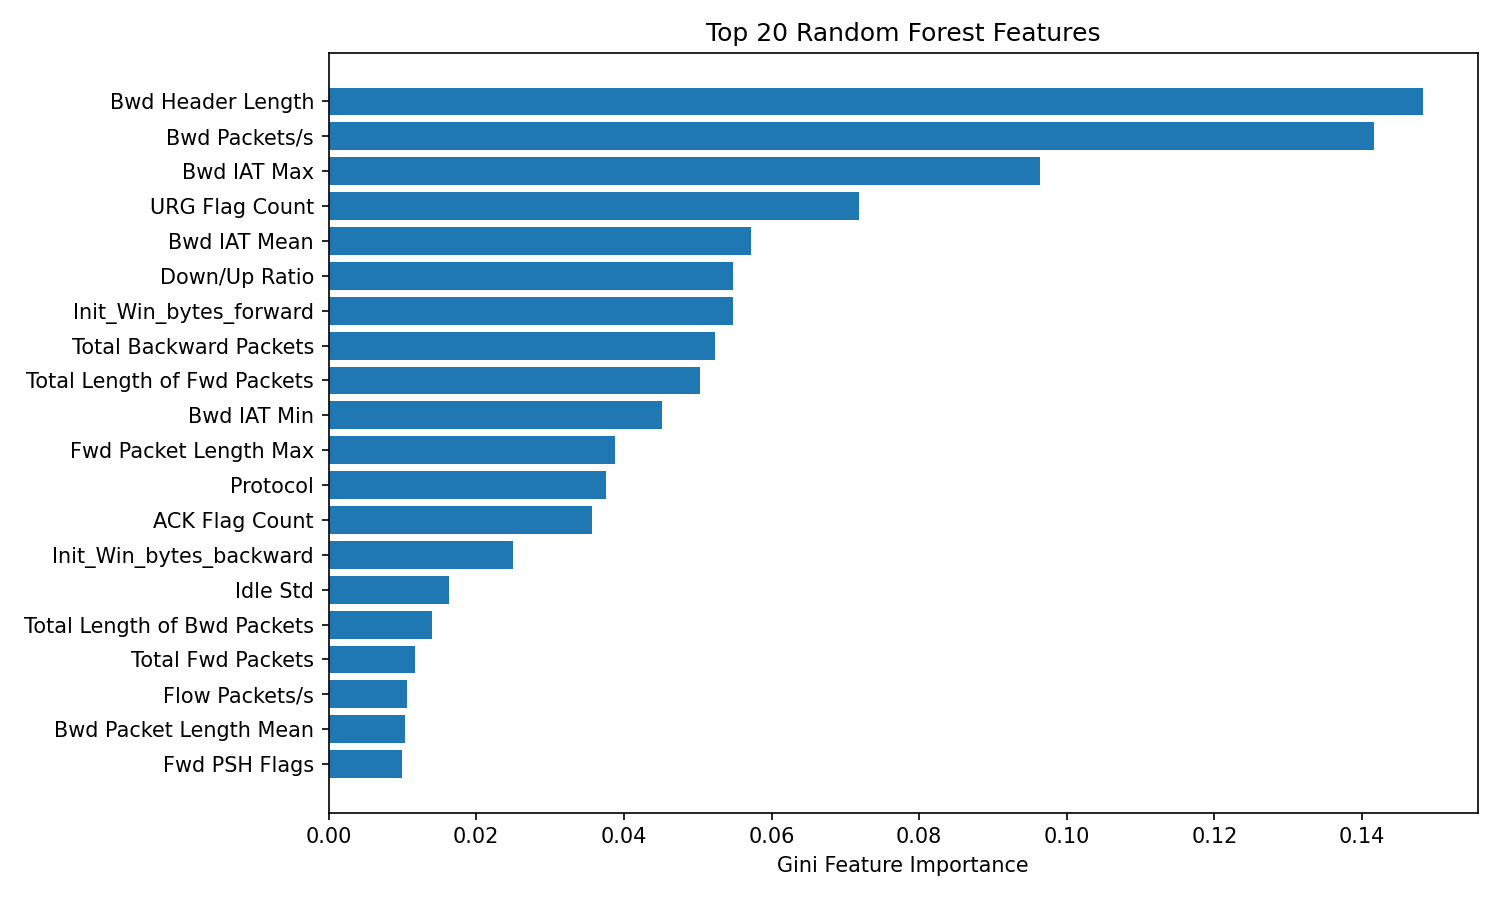 Top 20 Random Forest Features
Bwd Header Length
Bwd Packets/s
Bwd IAT Max
URG Flag Count
Bwd IAT Mean
Down/Up Ratio
Init_Win_bytes_forward
Total Backward Packets
Total Length of Fwd Packets
Bwd IAT Min
Fwd Packet Length Max
Protocol
ACK Flag Count
Init_Win_bytes_backward
Idle Std
Total Length of Bwd Packets
Total Fwd Packets
Flow Packets/s
Bwd Packet Length Mean
Fwd PSH Flags
0.00 0.02 0.04 0.06 0.08 0.10 0.12 0.14
Gini Feature Importance